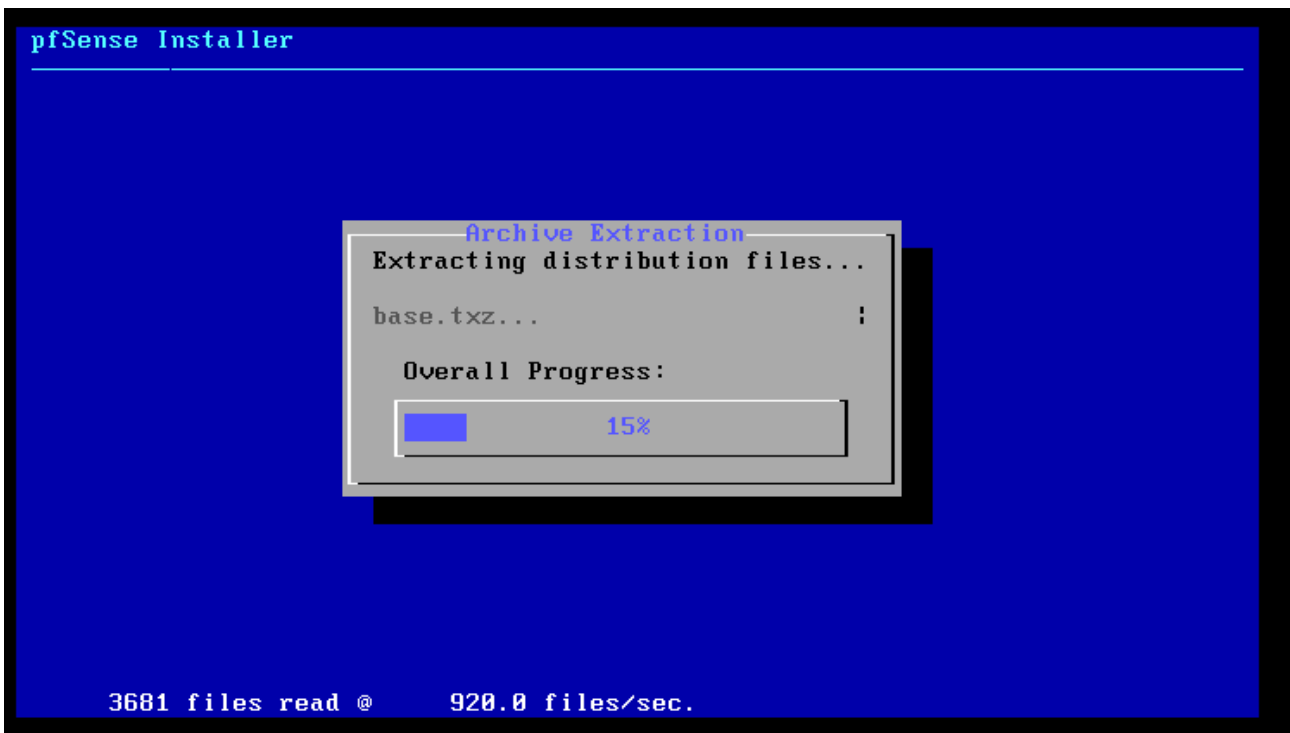 pfSense Installer
Archive Extraction
Extracting distribution files...
base.txz... ¦
Overall Progress:
15%
3681 files read @ 920.0 files/sec.